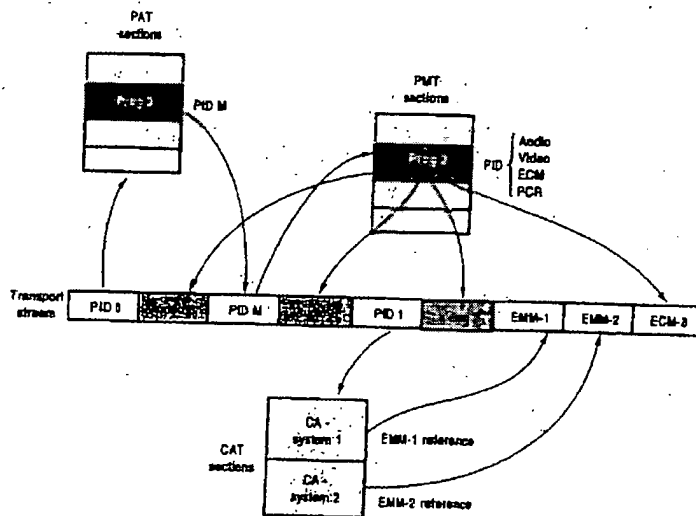 PAT
sections
Prog 3
PID M
PMT
sections
Prog 3
PID
Audio
Video
ECM
PCR
Transport
stream
PID 0
PID M
PID 1
EMM-1
EMM-2
ECM-3
CAT
sections
CA -
system 1
CA -
system 2
EMM-1 reference
EMM-2 reference